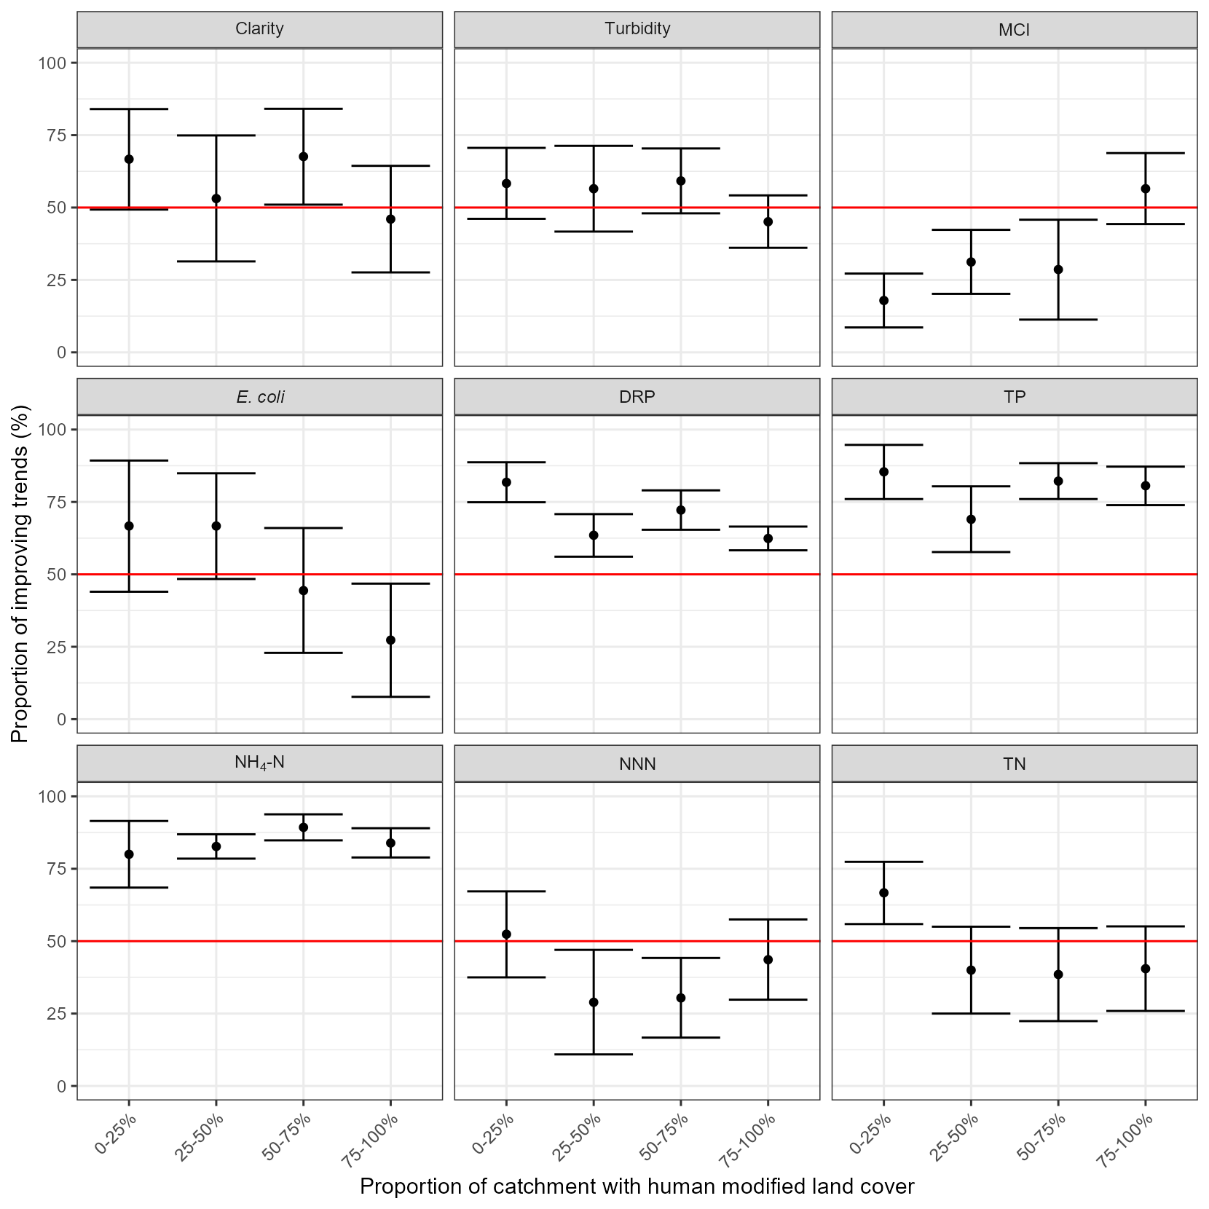 Clarity Turbidity MCI
100
75
50
25
0
E. coli DRP TP
100
75
50
25
0
NH₄-N NNN TN
100
75
50
25
0
0-25% 25-50% 50-75% 75-100% 0-25% 25-50% 50-75% 75-100% 0-25% 25-50% 50-75% 75-100%
Proportion of catchment with human modified land cover
Proportion of improving trends (%)